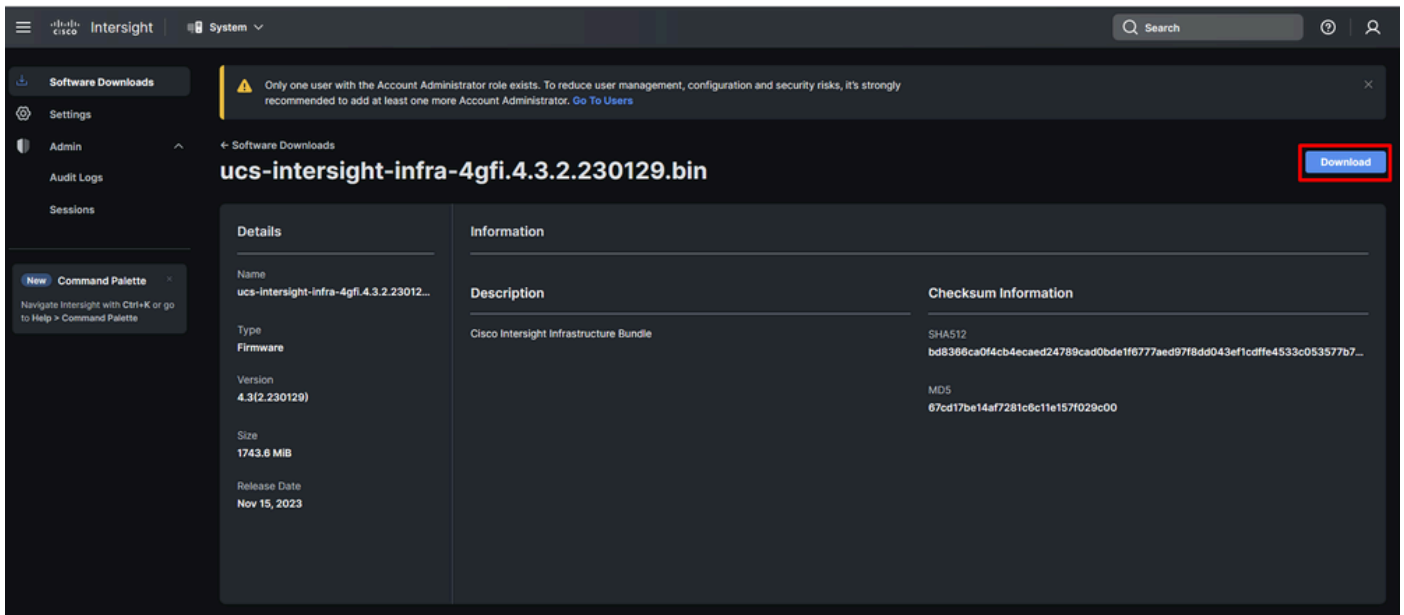 cisco Intersight
System
Search
Software Downloads
Settings
Admin
Audit Logs
Sessions
New Command Palette
Navigate Intersight with Ctrl+K or go
to Help > Command Palette
Only one user with the Account Administrator role exists. To reduce user management, configuration and security risks, it's strongly
recommended to add at least one more Account Administrator. Go To Users
← Software Downloads
ucs-intersight-infra-4gfi.4.3.2.230129.bin
Download
Details
Name
ucs-intersight-infra-4gfi.4.3.2.23012...
Type
Firmware
Version
4.3(2.230129)
Size
1743.6 MiB
Release Date
Nov 15, 2023
Information
Description
Cisco Intersight Infrastructure Bundle
Checksum Information
SHA512
bd8366ca0f4cb4ecaed24789cad0bde1f6777aed97f8dd043ef1cdffe4533c053577b7...
MD5
67cd17be14af7281c6c11e157f029c00